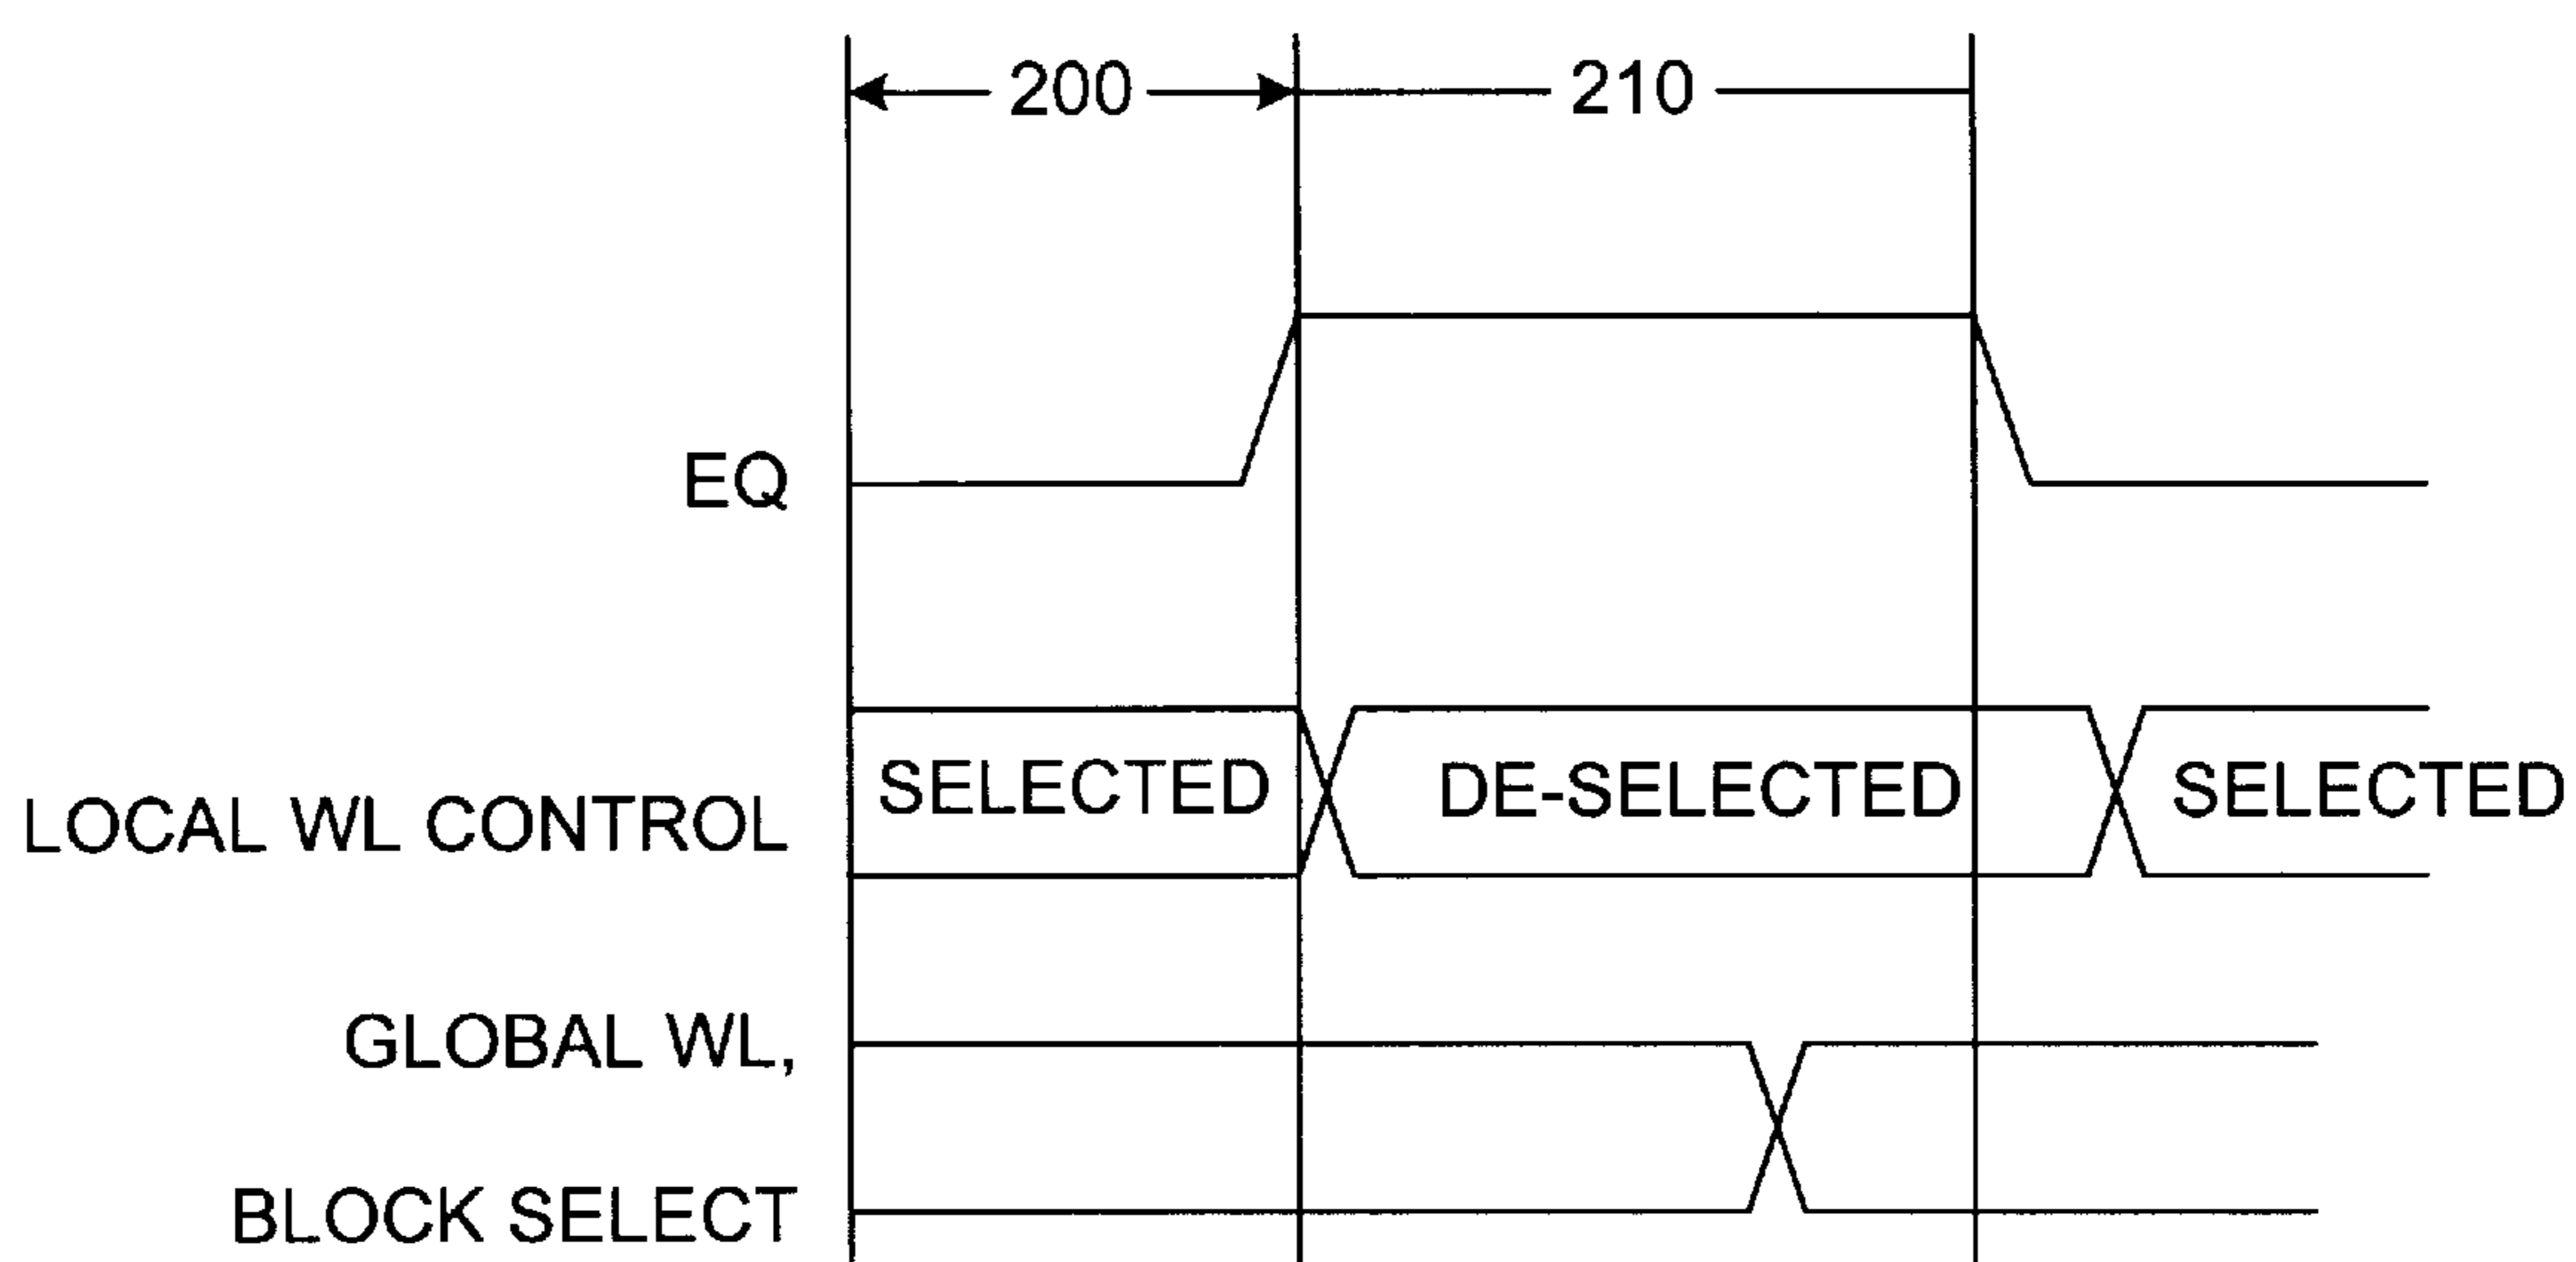 200 210
EQ
SELECTED DE-SELECTED SELECTED
LOCAL WL CONTROL
GLOBAL WL,
BLOCK SELECT